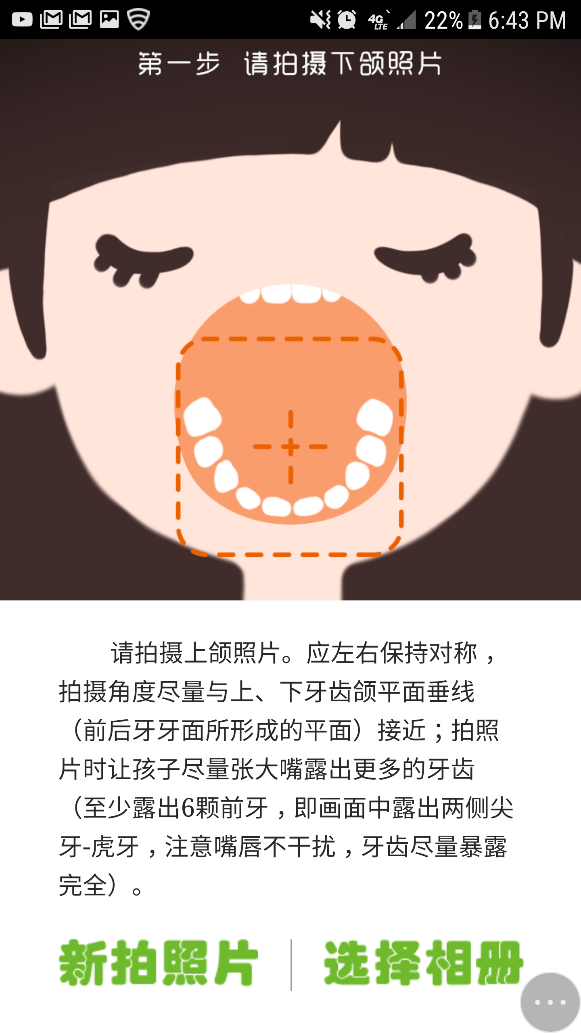 4G LTE 22% 6:43 PM
第一步 请拍摄下颌照片
请拍摄上颌照片。应左右保持对称，
拍摄角度尽量与上、下牙齿颌平面垂线
（前后牙牙面所形成的平面）接近；拍照
片时让孩子尽量张大嘴露出更多的牙齿
（至少露出6颗前牙，即画面中露出两侧尖
牙-虎牙，注意嘴唇不干扰，牙齿尽量暴露
完全）。
新拍照片 | 选择相册